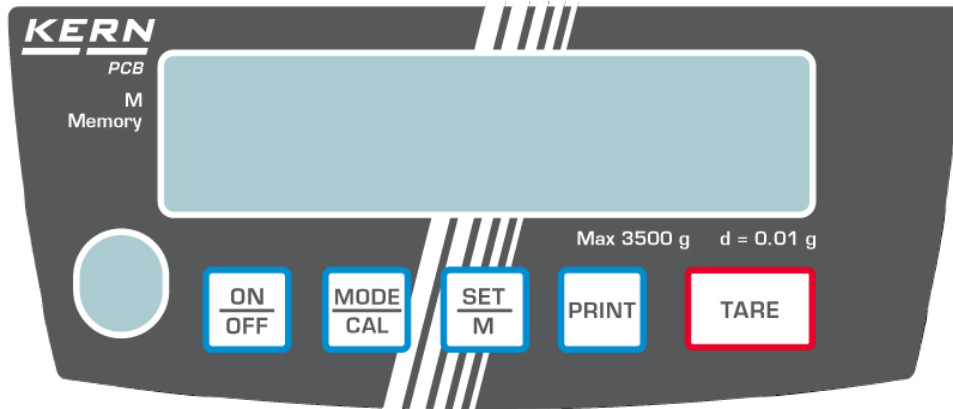 KERN
PCB
M
Memory
Max 3500 g d = 0.01 g
ON
OFF
MODE
CAL
SET
M
PRINT
TARE